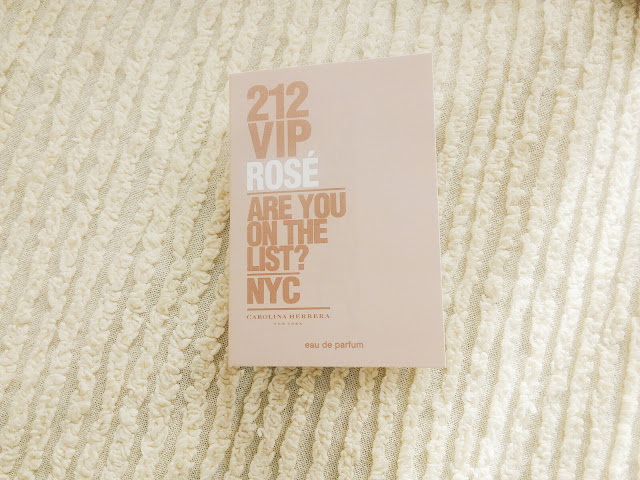 212
VIP
ROSÉ
ARE YOU
ON THE
LIST?
NYC
CAROLINA HERRERA
NEW YORK
eau de parfum